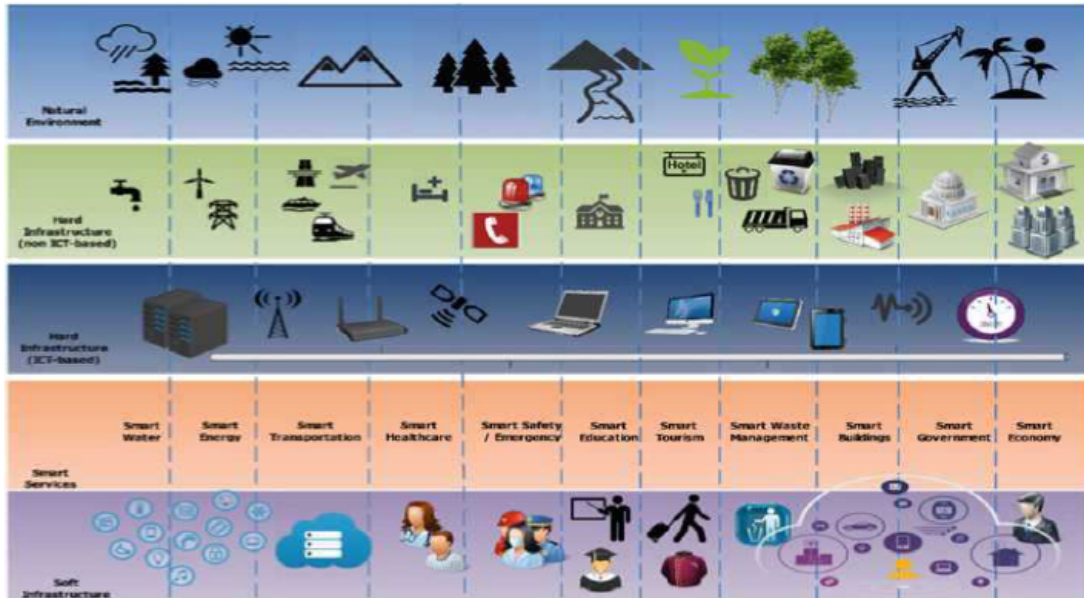 Natural
Environment
Hotel
Hard
Infrastructure
(non ICT-based)
$
Hard
Infrastructure
(ICT-based)
Smart
Water
Smart
Energy
Smart
Transportation
Smart
Healthcare
Smart Safety
/ Emergency
Smart
Education
Smart
Tourism
Smart Waste
Management
Smart
Buildings
Smart
Government
Smart
Economy
Smart
Services
Soft
Infrastructure